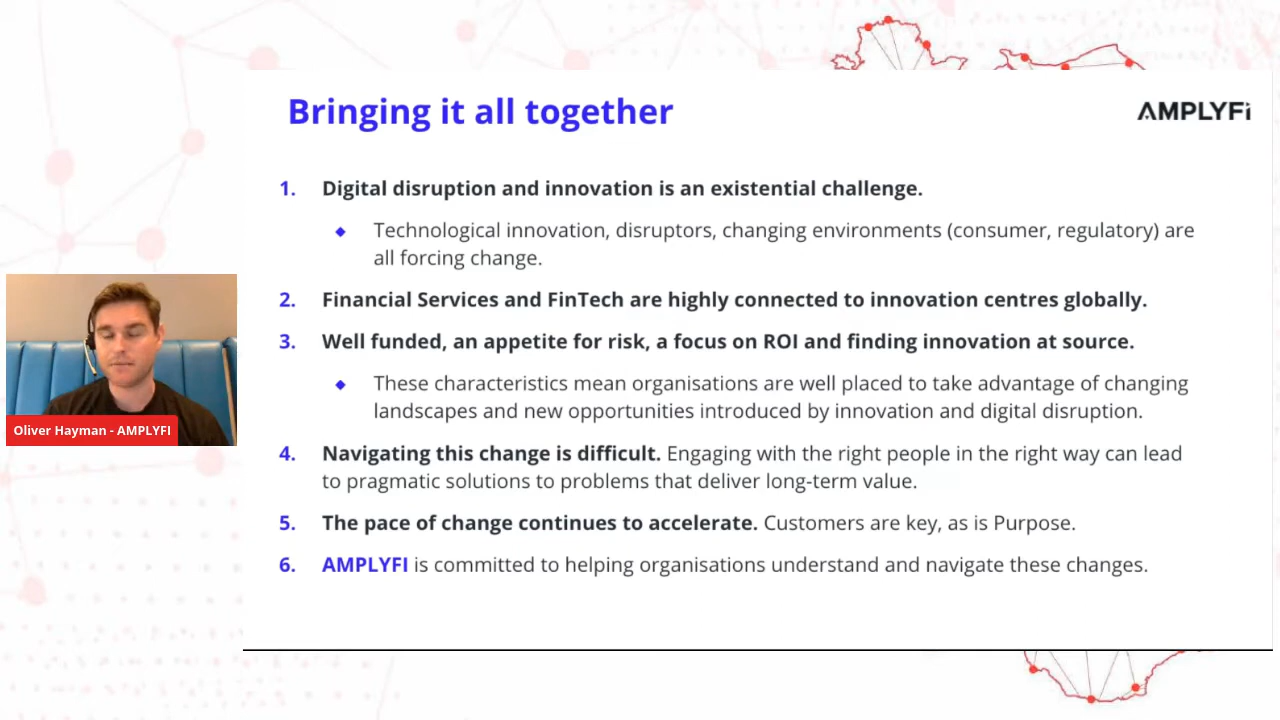 Bringing it all together
AMPLYFi
1. Digital disruption and innovation is an existential challenge.
◆ Technological innovation, disruptors, changing environments (consumer, regulatory) are
all forcing change.
2. Financial Services and FinTech are highly connected to innovation centres globally.
3. Well funded, an appetite for risk, a focus on ROI and finding innovation at source.
◆ These characteristics mean organisations are well placed to take advantage of changing
landscapes and new opportunities introduced by innovation and digital disruption.
4. Navigating this change is difficult. Engaging with the right people in the right way can lead
to pragmatic solutions to problems that deliver long-term value.
5. The pace of change continues to accelerate. Customers are key, as is Purpose.
6. AMPLYFI is committed to helping organisations understand and navigate these changes.
Oliver Hayman - AMPLYFI